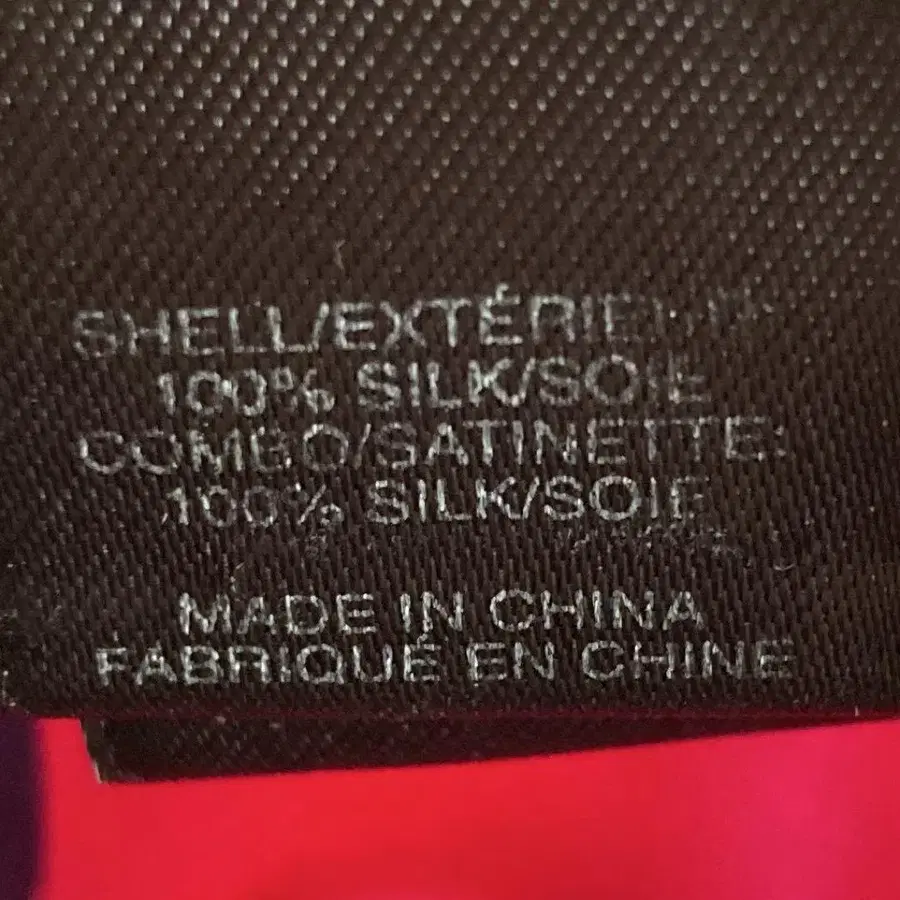 SHELL/EXTÉRIEUR:
100% SILK/SOIE
COMBO/SATINETTE:
100% SILK/SOIE
MADE IN CHINA
FABRIQUÉ EN CHINE